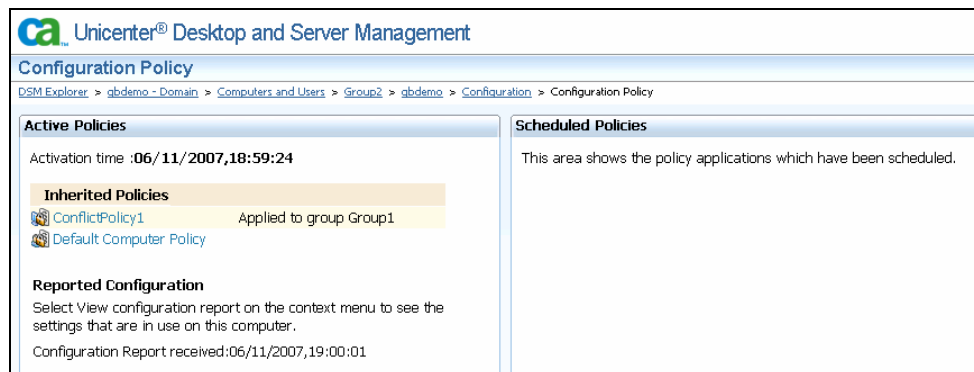 ca™ Unicenter® Desktop and Server Management
Configuration Policy
DSM Explorer > qbdemo - Domain > Computers and Users > Group2 > qbdemo > Configuration > Configuration Policy
Active Policies
Activation time :06/11/2007,18:59:24
Inherited Policies
ConflictPolicy1 Applied to group Group1
Default Computer Policy
Reported Configuration
Select View configuration report on the context menu to see the
settings that are in use on this computer.
Configuration Report received:06/11/2007,19:00:01
Scheduled Policies
This area shows the policy applications which have been scheduled.